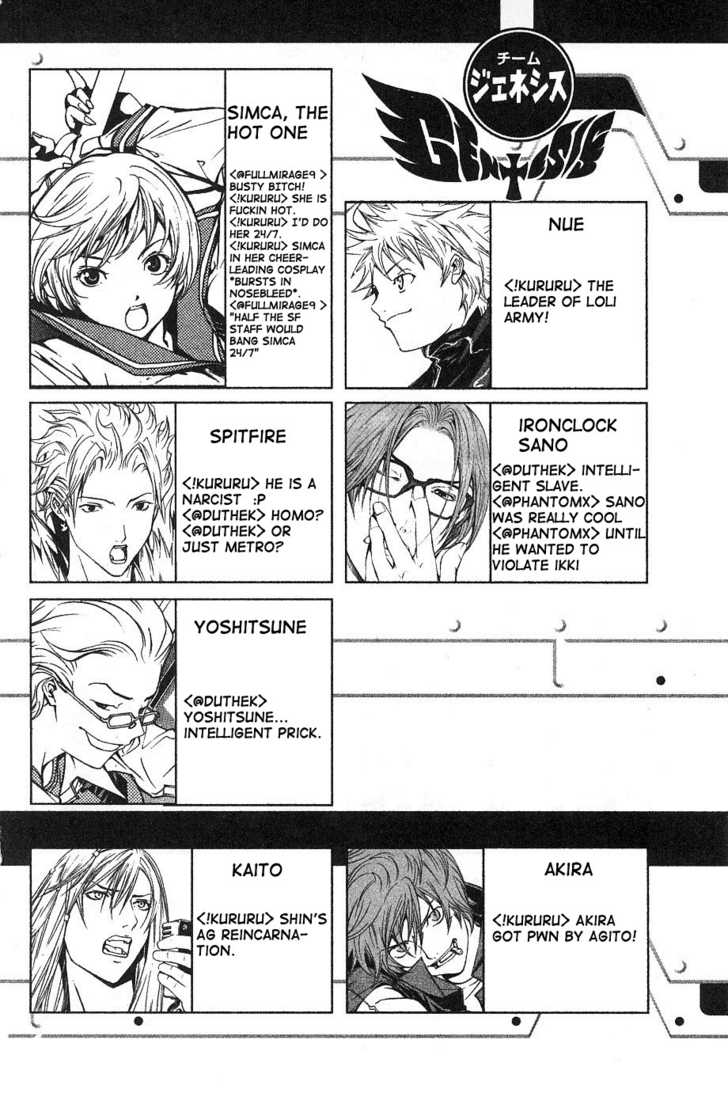 チーム
ジェネシス
GENESIS
SIMCA, THE
HOT ONE
<@FULLMIRAGE9 >
BUSTY BITCH!
<!KURURU> SHE IS
FUCKIN HOT.
<!KURURU> I'D DO
HER 24/7.
<!KURURU> SIMCA
IN HER CHEER-
LEADING COSPLAY
*BURSTS IN
NOSEBLEED*.
<@FULLMIRAGE9 >
"HALF THE SF
STAFF WOULD
BANG SIMCA
24/7"
NUE
<!KURURU> THE
LEADER OF LOLI
ARMY!
SPITFIRE
<!KURURU> HE IS A
NARCIST :P
<@DUTHEK> HOMO?
<@DUTHEK> OR
JUST METRO?
IRONCLOCK
SANO
<@DUTHEK> INTELLI-
GENT SLAVE.
<@PHANTOMX> SANO
WAS REALLY COOL
<@PHANTOMX> UNTIL
HE WANTED TO
VIOLATE IKKI
YOSHITSUNE
<@DUTHEK>
YOSHITSUNE...
INTELLIGENT PRICK.
KAITO
<!KURURU> SHIN'S
AG REINCARNA-
TION.
AKIRA
<!KURURU> AKIRA
GOT PWN BY AGITO!